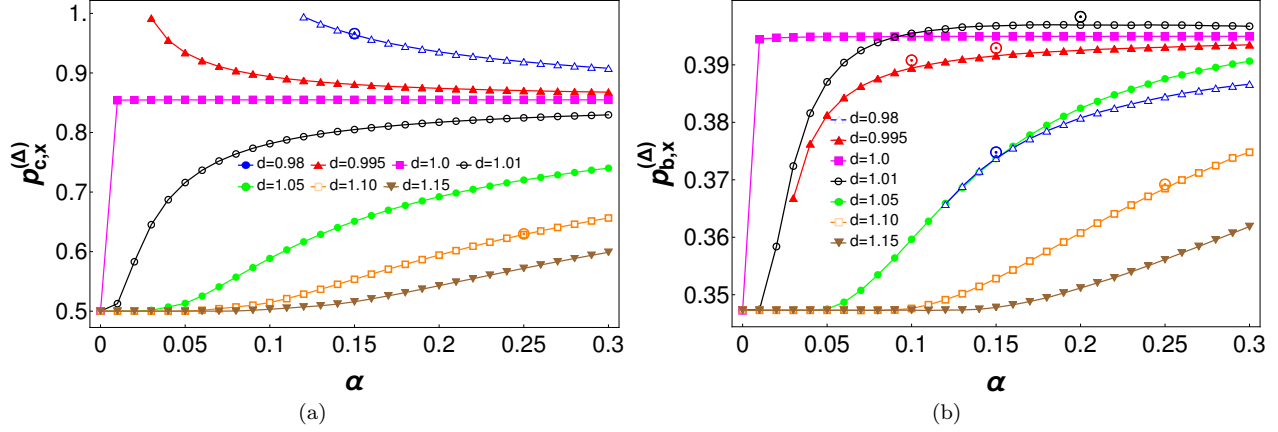 1.
0.9
0.8
0.7
0.6
0.5
p_{c,x}^{(Δ)}
d=0.98 d=0.995 d=1.0 d=1.01
d=1.05 d=1.10 d=1.15
0 0.05 0.1 0.15 0.2 0.25 0.3
α
(a)
0.39
0.38
0.37
0.36
0.35
p_{b,x}^{(Δ)}
d=0.98
d=0.995
d=1.0
d=1.01
d=1.05
d=1.10
d=1.15
0 0.05 0.1 0.15 0.2 0.25 0.3
α
(b)